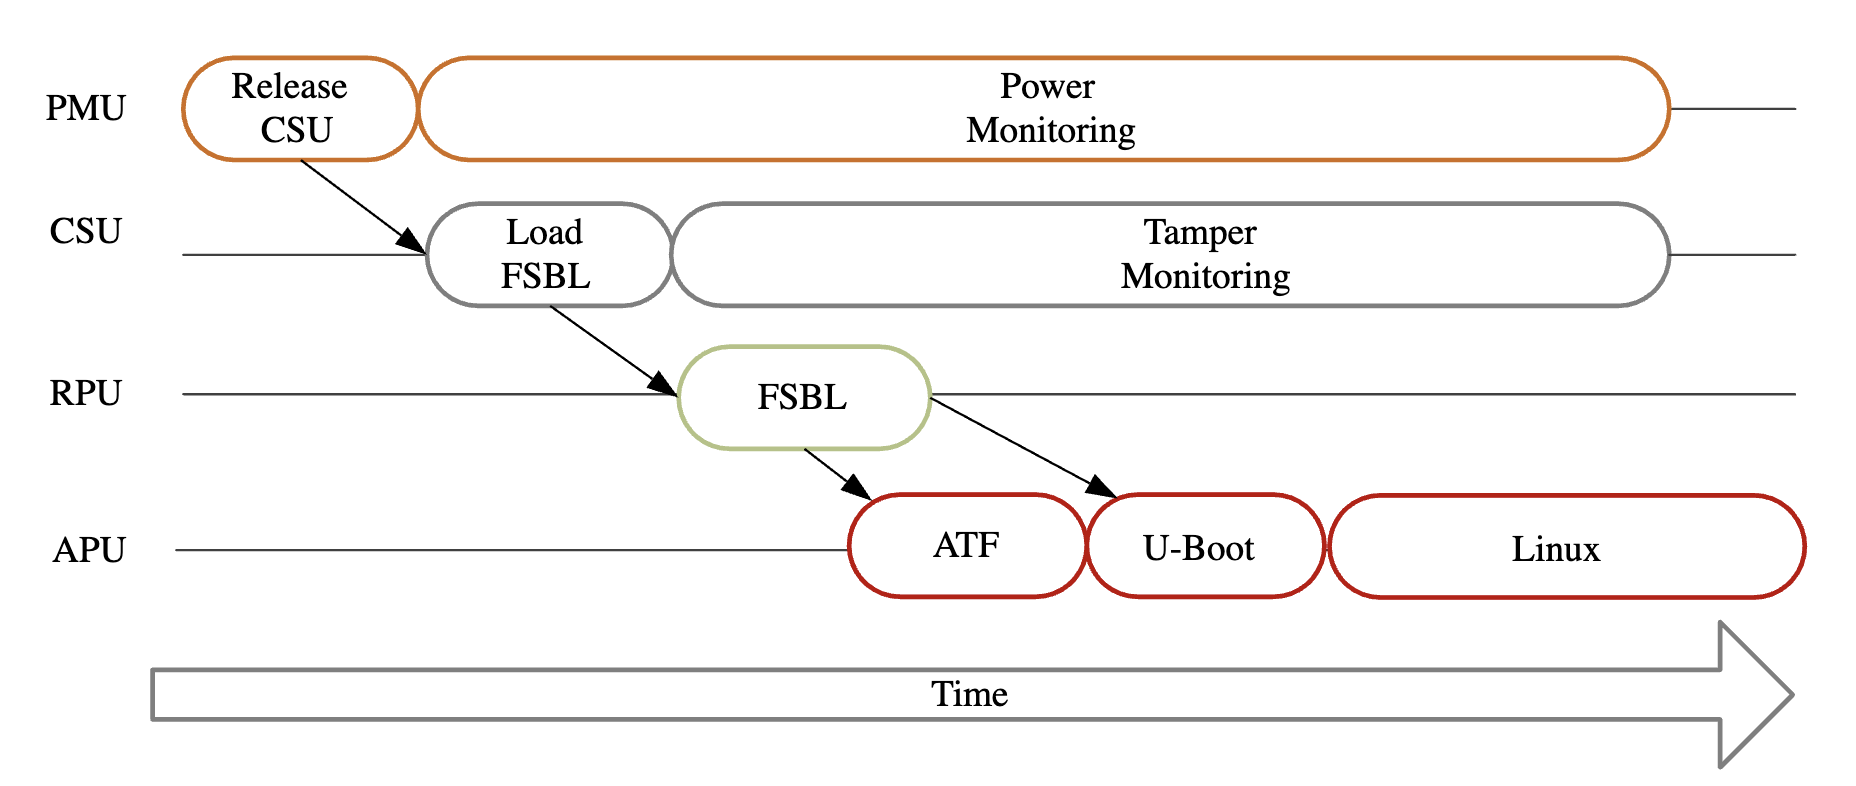 PMU
Release
CSU
Power
Monitoring
CSU
Load
FSBL
Tamper
Monitoring
RPU
FSBL
APU
ATF
U-Boot
Linux
Time